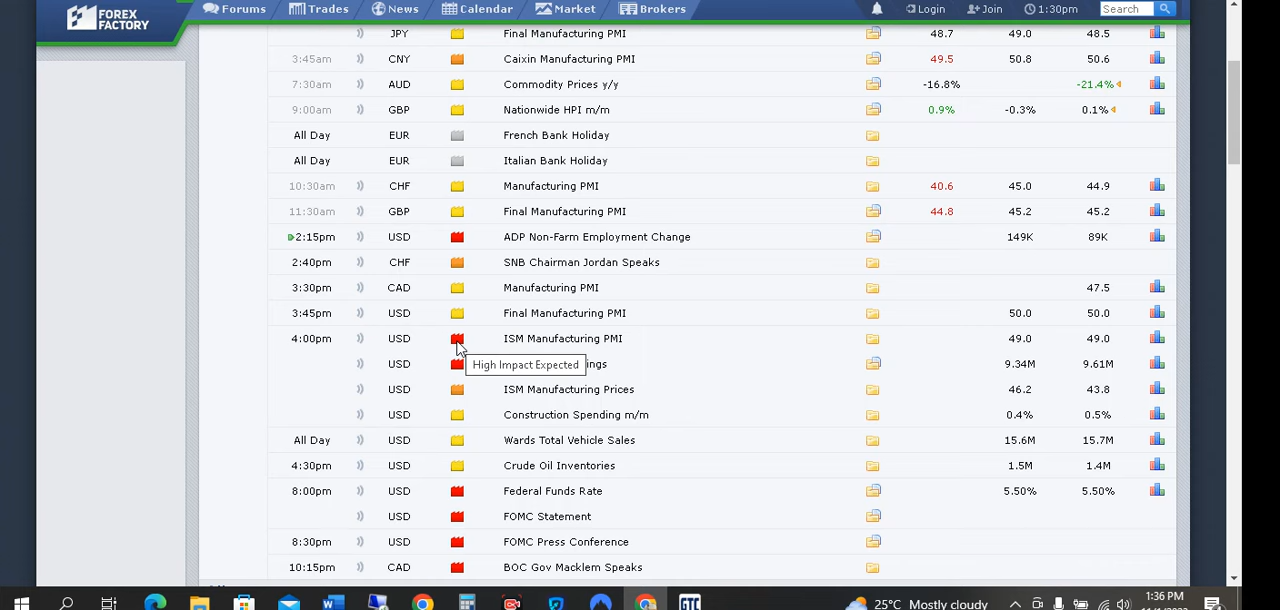 FOREX
FACTORY
Forums Trades News Calendar Market Brokers Login Join 1:30pm Search
JPY Final Manufacturing PMI 48.7 49.0 48.5
3:45am CNY Caixin Manufacturing PMI 49.5 50.8 50.6
7:30am AUD Commodity Prices y/y -16.8% -21.4%
9:00am GBP Nationwide HPI m/m 0.9% -0.3% 0.1%
All Day EUR French Bank Holiday
All Day EUR Italian Bank Holiday
10:30am CHF Manufacturing PMI 40.6 45.0 44.9
11:30am GBP Final Manufacturing PMI 44.8 45.2 45.2
2:15pm USD ADP Non-Farm Employment Change 149K 89K
2:40pm CHF SNB Chairman Jordan Speaks
3:30pm CAD Manufacturing PMI 47.5
3:45pm USD Final Manufacturing PMI 50.0 50.0
4:00pm USD ISM Manufacturing PMI 49.0 49.0
USD ings 9.34M 9.61M
High Impact Expected
USD ISM Manufacturing Prices 46.2 43.8
USD Construction Spending m/m 0.4% 0.5%
All Day USD Wards Total Vehicle Sales 15.6M 15.7M
4:30pm USD Crude Oil Inventories 1.5M 1.4M
8:00pm USD Federal Funds Rate 5.50% 5.50%
USD FOMC Statement
8:30pm USD FOMC Press Conference
10:15pm CAD BOC Gov Macklem Speaks
GTC 25°C Mostly cloudy 1:36 PM